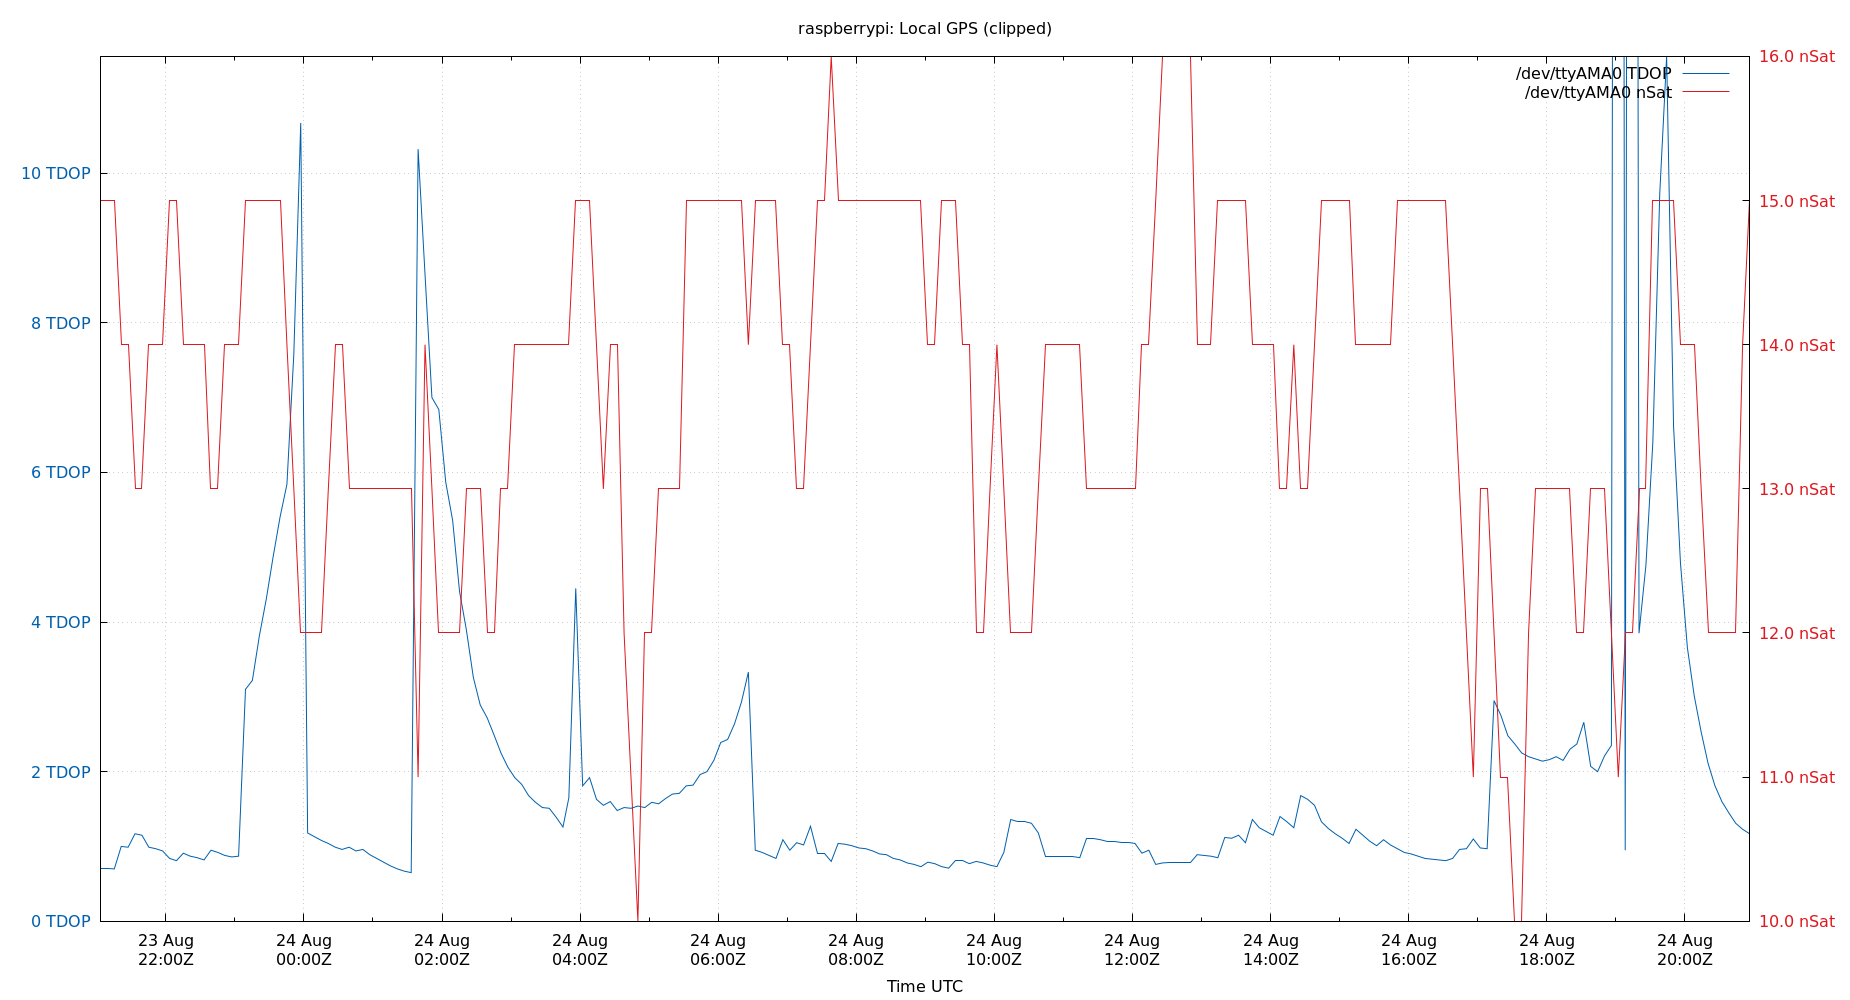 raspberrypi: Local GPS (clipped)
/dev/ttyAMA0 TDOP
/dev/ttyAMA0 nSat
10 TDOP
8 TDOP
6 TDOP
4 TDOP
2 TDOP
0 TDOP
16.0 nSat
15.0 nSat
14.0 nSat
13.0 nSat
12.0 nSat
11.0 nSat
10.0 nSat
23 Aug 24 Aug 24 Aug 24 Aug 24 Aug 24 Aug 24 Aug 24 Aug 24 Aug 24 Aug 24 Aug 24 Aug
22:00Z 00:00Z 02:00Z 04:00Z 06:00Z 08:00Z 10:00Z 12:00Z 14:00Z 16:00Z 18:00Z 20:00Z
Time UTC